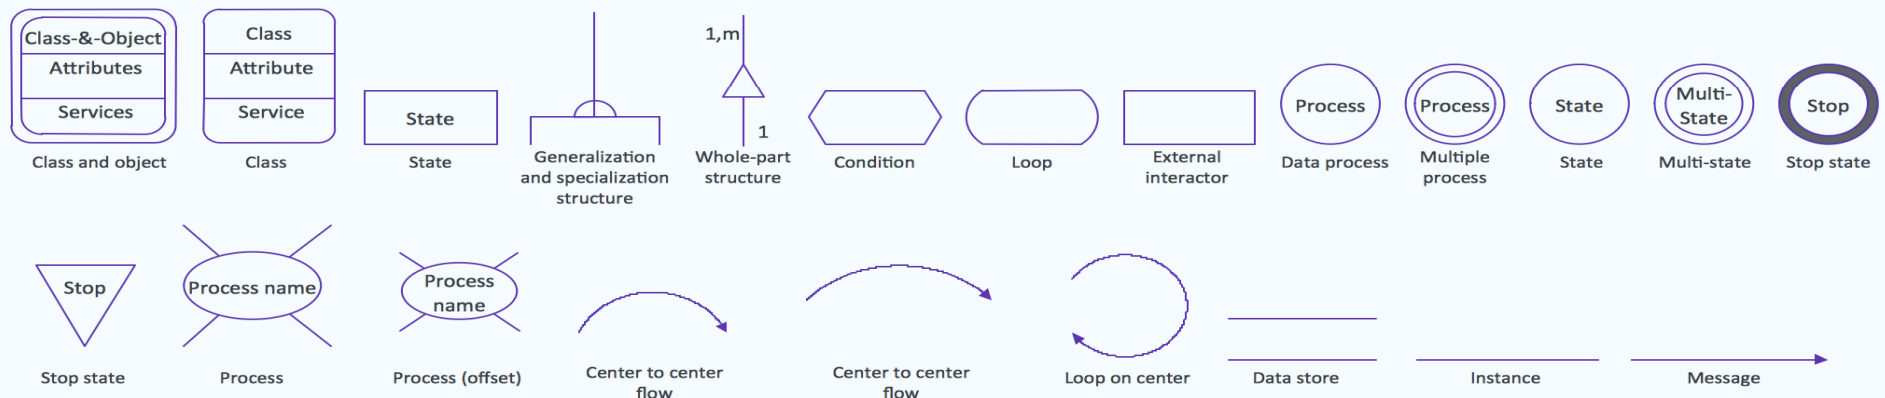 Class-&-Object
Attributes
Services
Class and object
Class
Attribute
Service
Class
State
State
Generalization
and specialization
structure
1,m
1
Whole-part
structure
Condition
Loop
External
interactor
Process
Data process
Process
Multiple
process
State
State
Multi-
State
Multi-state
Stop
Stop state
Stop
Stop state
Process name
Process
Process
name
Process (offset)
Center to center
flow
Center to center
flow
Loop on center
Data store
Instance
Message